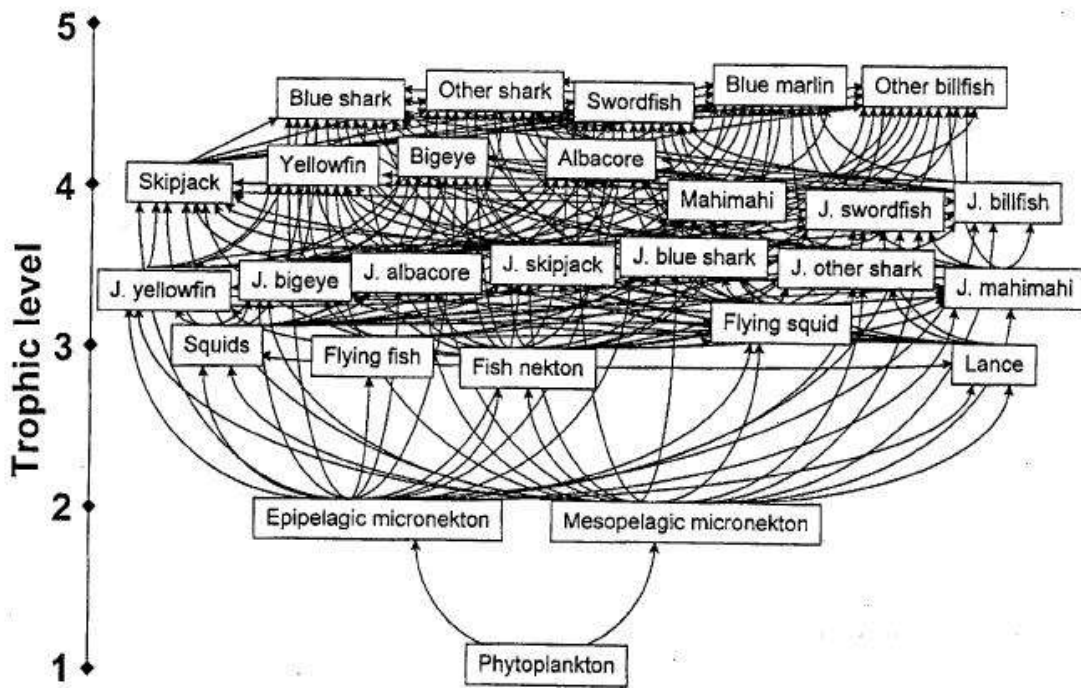 5
Blue shark
Other shark
Swordfish
Blue marlin
Other billfish
4
Skipjack
Yellowfin
Bigeye
Albacore
Mahimahi
J. swordfish
J. billfish
J. yellowfin
J. bigeye
J. albacore
J. skipjack
J. blue shark
J. other shark
J. mahimahi
3
Squids
Flying fish
Fish nekton
Flying squid
Lance
Trophic level
2
Epipelagic micronekton
Mesopelagic micronekton
1
Phytoplankton